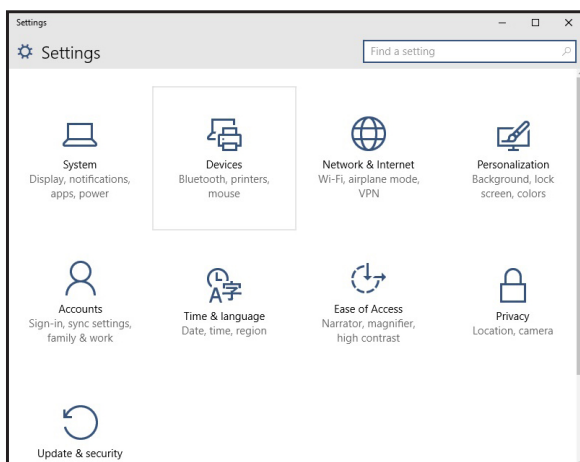 Settings
Settings
Find a setting
System
Display, notifications,
apps, power
Devices
Bluetooth, printers,
mouse
Network & Internet
Wi-Fi, airplane mode,
VPN
Personalization
Background, lock
screen, colors
Accounts
Sign-in, sync settings,
family & work
Time & language
Date, time, region
Ease of Access
Narrator, magnifier,
high contrast
Privacy
Location, camera
Update & security